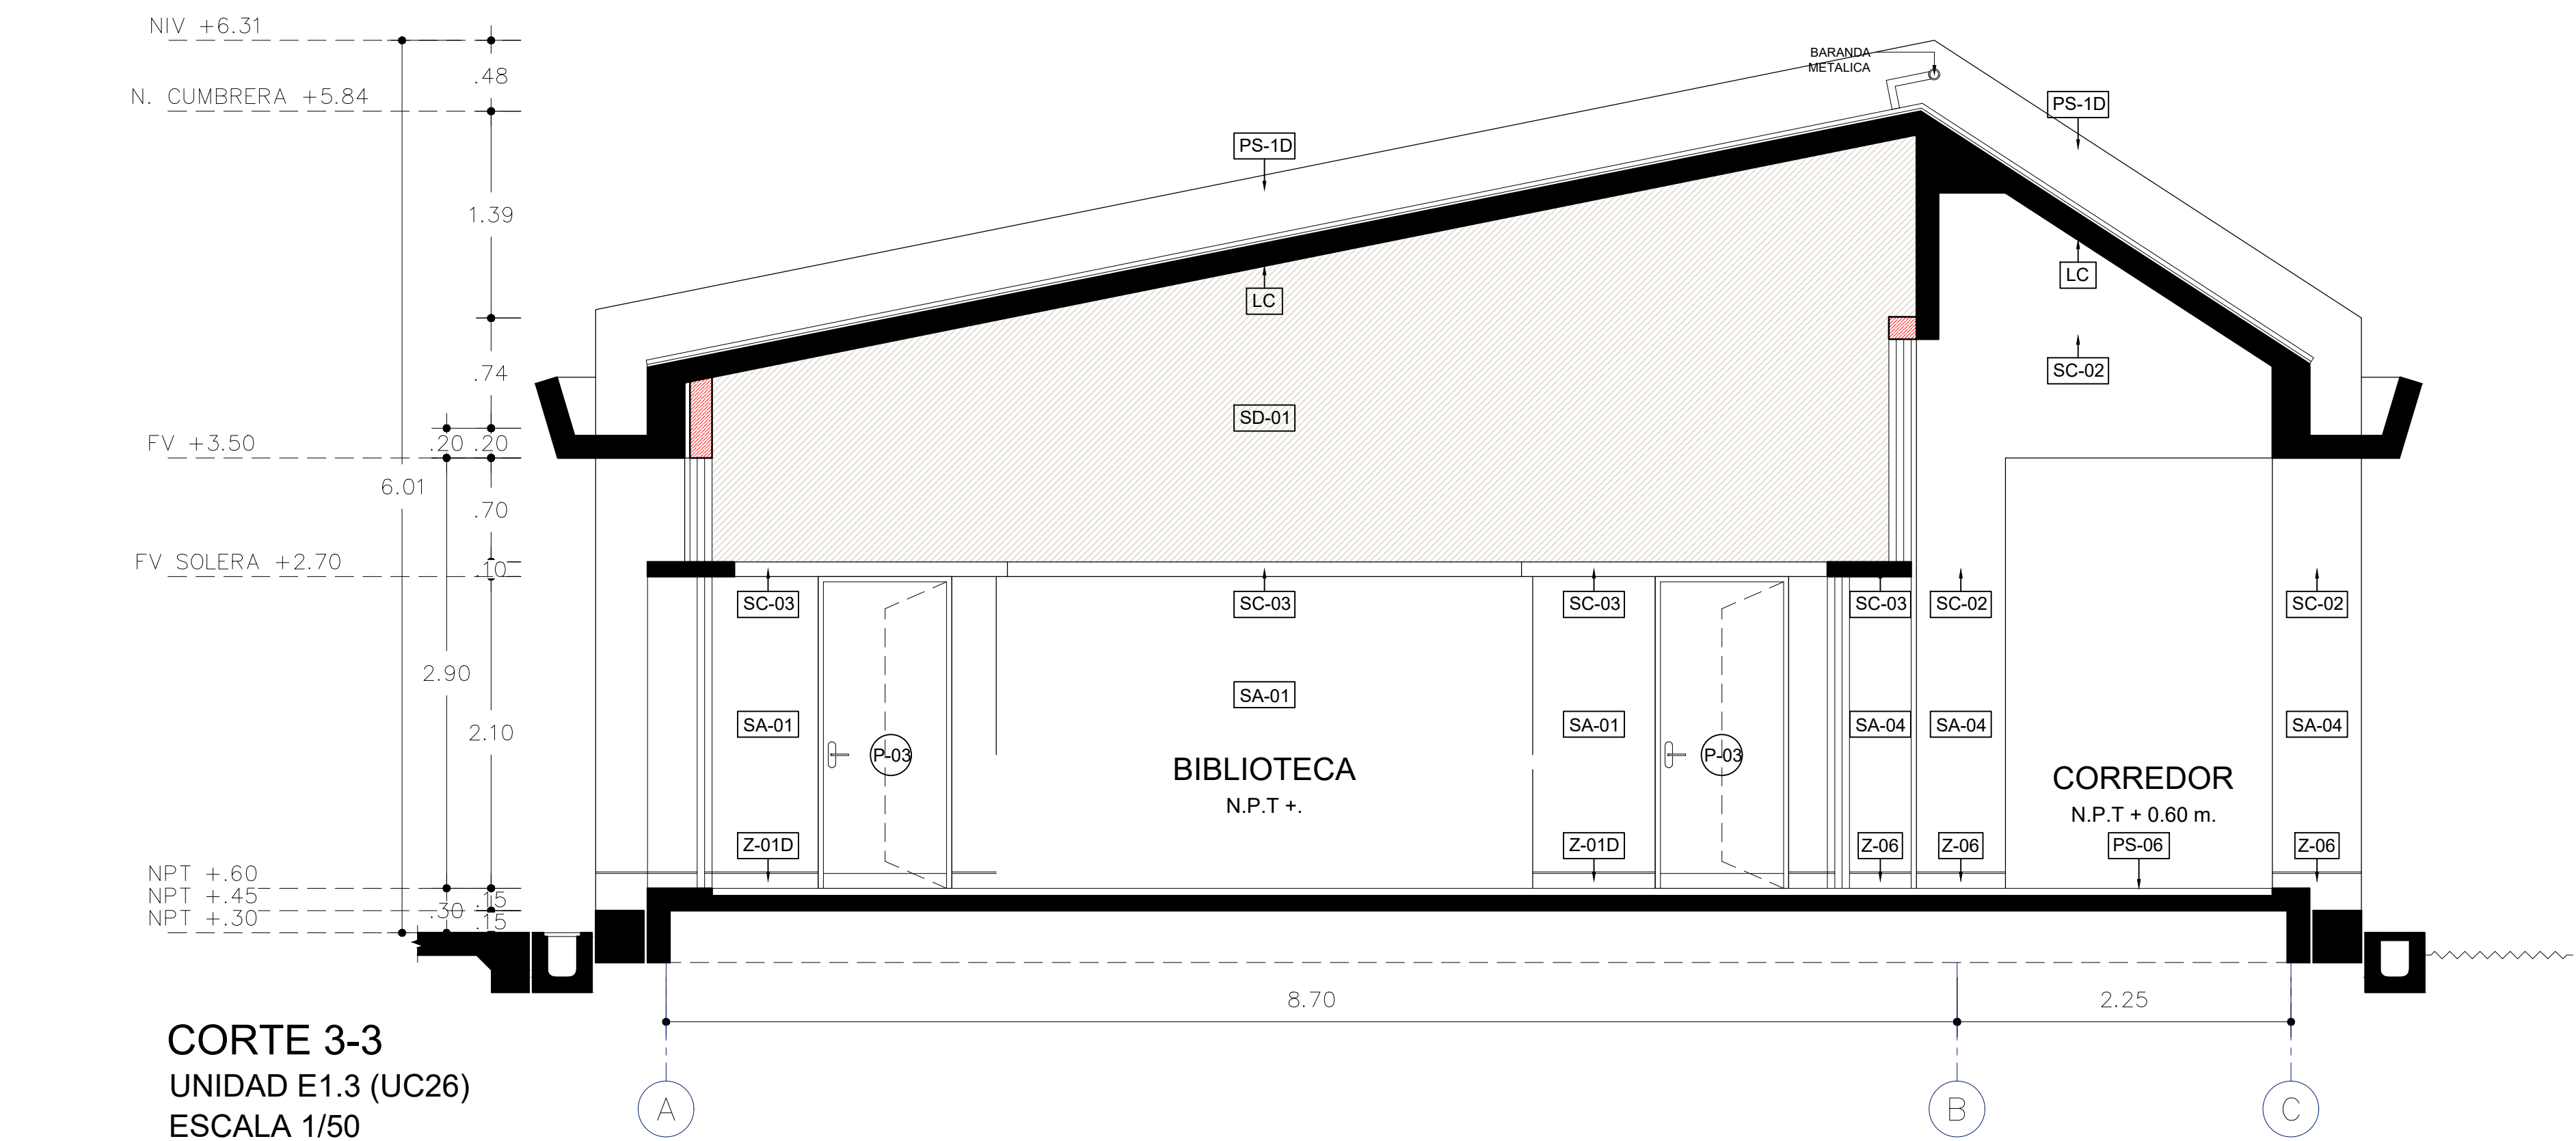 NIV +6.31
BARANDA
METALICA
.48
N. CUMBRERA +5.84
PS-1D
PS-1D
1.39
LC
LC
.74
SC-02
SD-01
FV +3.50
.20 .20
6.01
.70
FV SOLERA +2.70
.10
SC-03
SC-03
SC-03
SC-03
SC-02
SC-02
2.90
SA-01
SA-01
SA-01
SA-04
SA-04
SA-04
2.10
P-03
P-03
BIBLIOTECA
N.P.T +.
CORREDOR
N.P.T + 0.60 m.
Z-01D
Z-01D
Z-06
Z-06
PS-06
Z-06
NPT +.60
NPT +.45
.15
.30
NPT +.30
.15
8.70
2.25
CORTE 3-3
UNIDAD E1.3 (UC26)
ESCALA 1/50
A
B
C